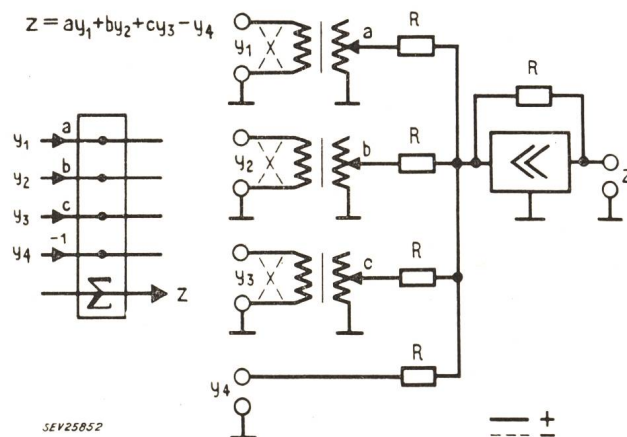 z = ay₁+by₂+cy₃−y₄
y₁ a
y₂ b
y₃ c
y₄ -1
Σ z
y₁ a R
y₂ b R
y₃ c R
y₄ R
R
z
SEV25852
+
−